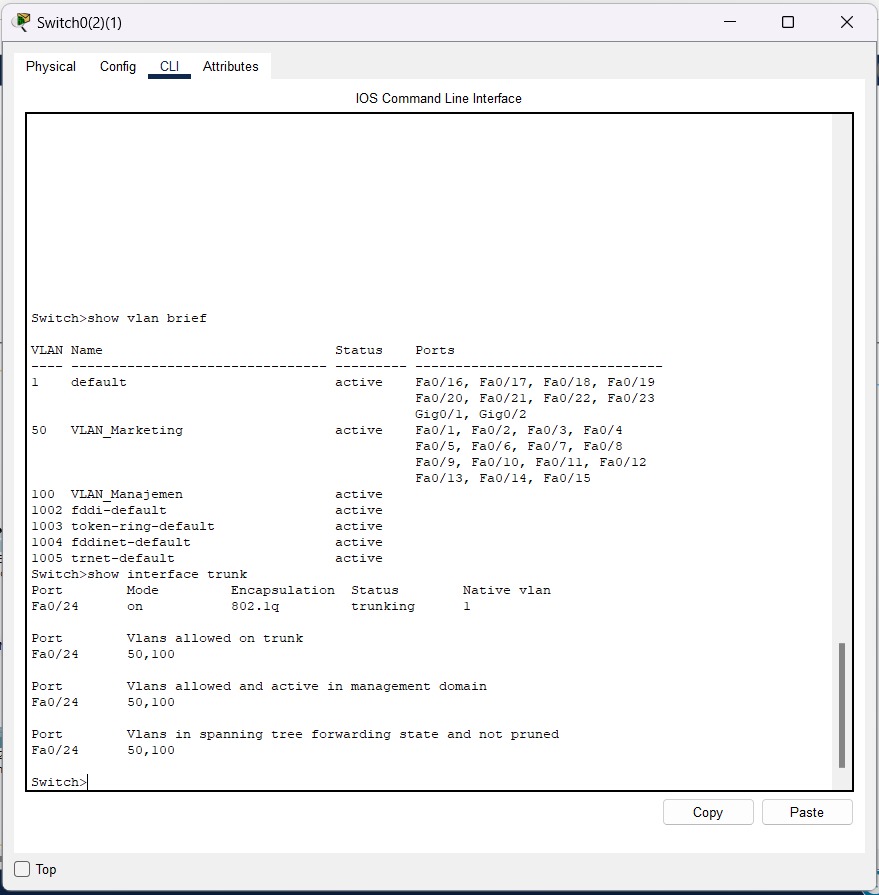 Switch0(2)(1)
Physical Config CLI Attributes
IOS Command Line Interface
Switch>show vlan brief
VLAN Name                             Status    Ports
---- -------------------------------- --------- -------------------------------
1    default                          active    Fa0/16, Fa0/17, Fa0/18, Fa0/19
                                                Fa0/20, Fa0/21, Fa0/22, Fa0/23
                                                Gig0/1, Gig0/2
50   VLAN_Marketing                   active    Fa0/1, Fa0/2, Fa0/3, Fa0/4
                                                Fa0/5, Fa0/6, Fa0/7, Fa0/8
                                                Fa0/9, Fa0/10, Fa0/11, Fa0/12
                                                Fa0/13, Fa0/14, Fa0/15
100  VLAN_Manajemen                   active
1002 fddi-default                     active
1003 token-ring-default               active
1004 fddinet-default                  active
1005 trnet-default                    active
Switch>show interface trunk
Port        Mode         Encapsulation  Status        Native vlan
Fa0/24      on           802.1q         trunking      1
Port        Vlans allowed on trunk
Fa0/24      50,100
Port        Vlans allowed and active in management domain
Fa0/24      50,100
Port        Vlans in spanning tree forwarding state and not pruned
Fa0/24      50,100
Switch>
Copy Paste
Top